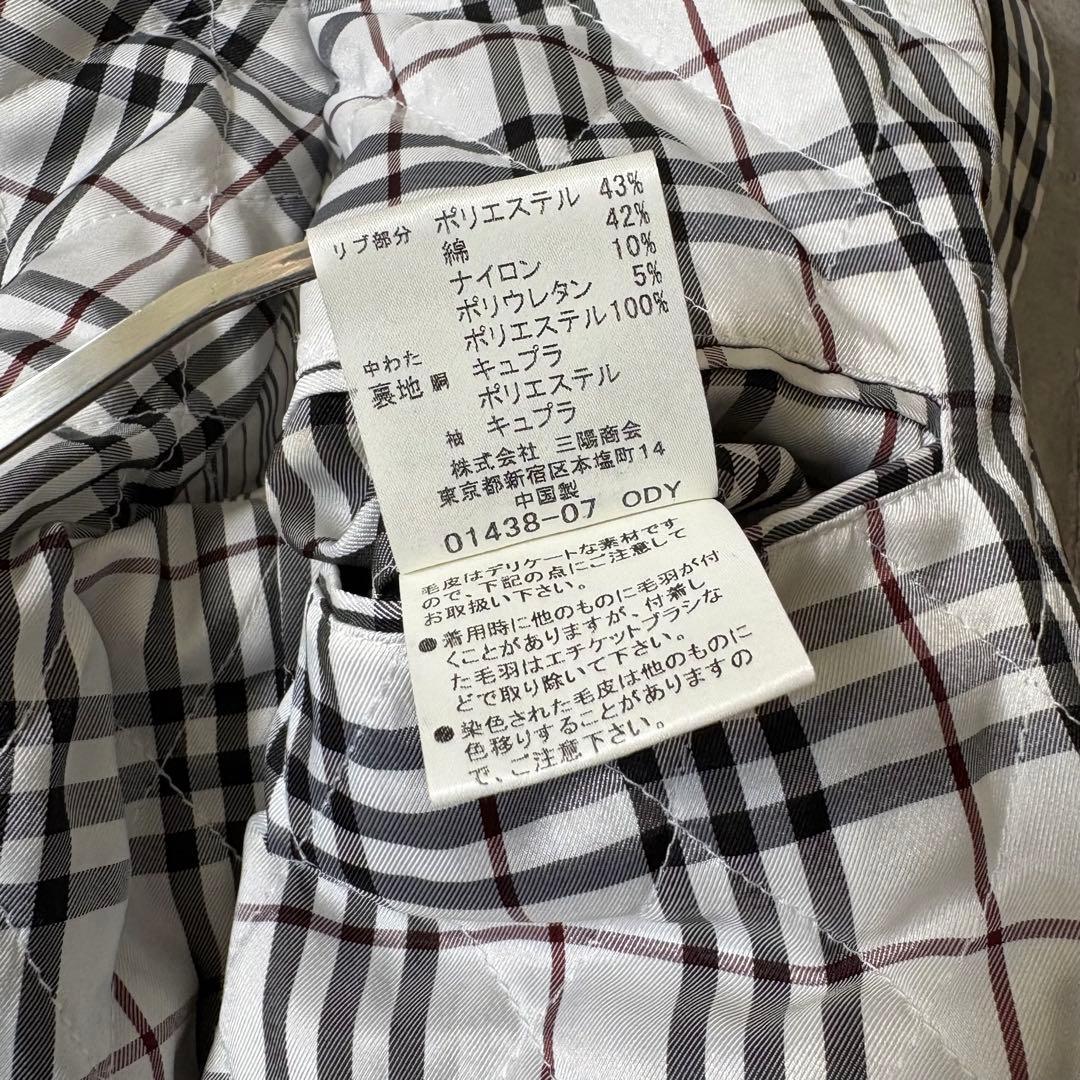 リブ部分 ポリエステル 43%
綿 42%
ナイロン 10%
ポリウレタン 5%
中わた ポリエステル100%
裏地 胴 キュプラ
ポリエステル
袖 キュプラ
株式会社 三陽商会
東京都新宿区本塩町14
中国製
01438-07 ODY
毛皮はデリケートな素材です
ので、下記の点にご注意して
お取扱い下さい。
●着用時に他のものに毛羽が付
くことがありますが、付着し
た毛羽はエチケットブラシな
どで取り除いて下さい。
●染色された毛皮は他のものに
色移りすることがありますの
で、ご注意下さい。